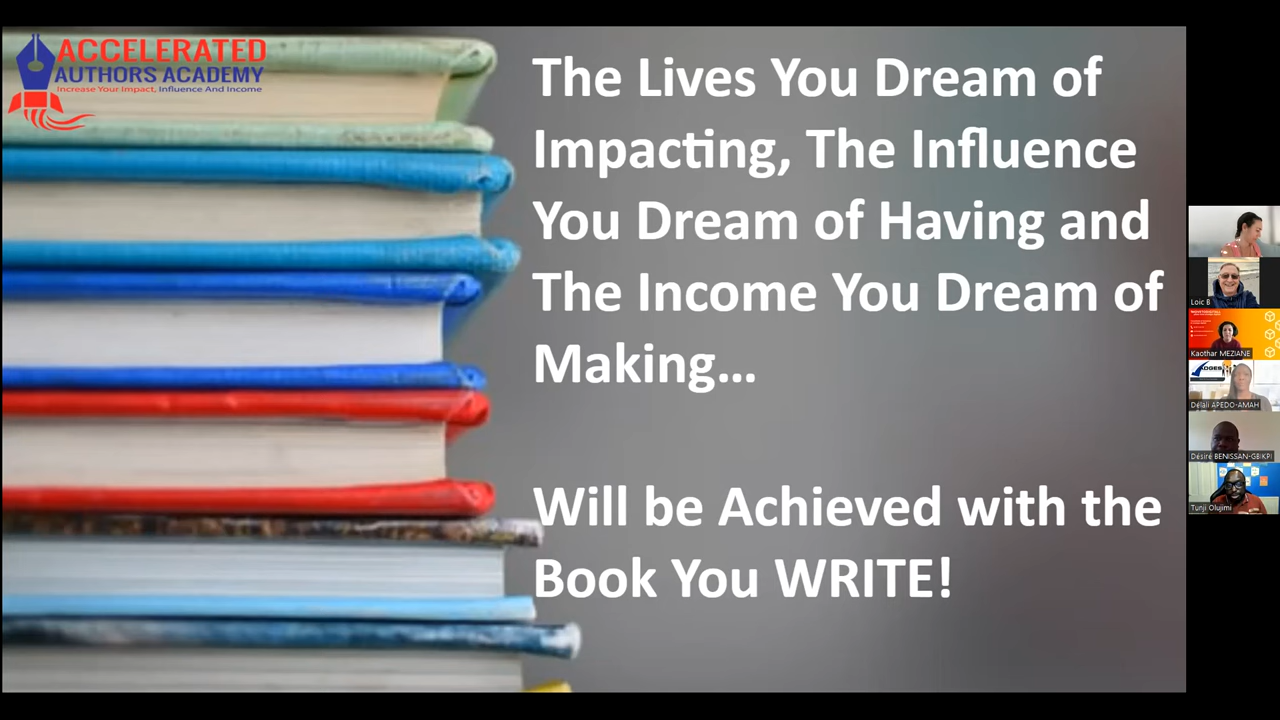 ACCELERATED
AUTHORS ACADEMY
Increase Your Impact, Influence And Income
The Lives You Dream of
Impacting, The Influence
You Dream of Having and
The Income You Dream of
Making...
Will be Achieved with the
Book You WRITE!
Loic B
Kaothar MEZIANE
ADGES
Délali APEDO-AMAH
Désiré BENISSAN-GBIKPI
Tunji Olujimi